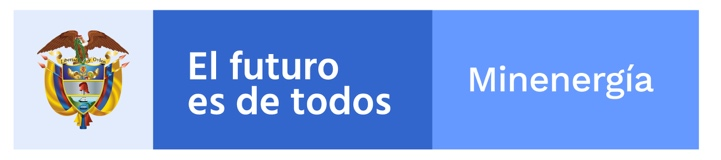 El futuro
es de todos
Minenergía